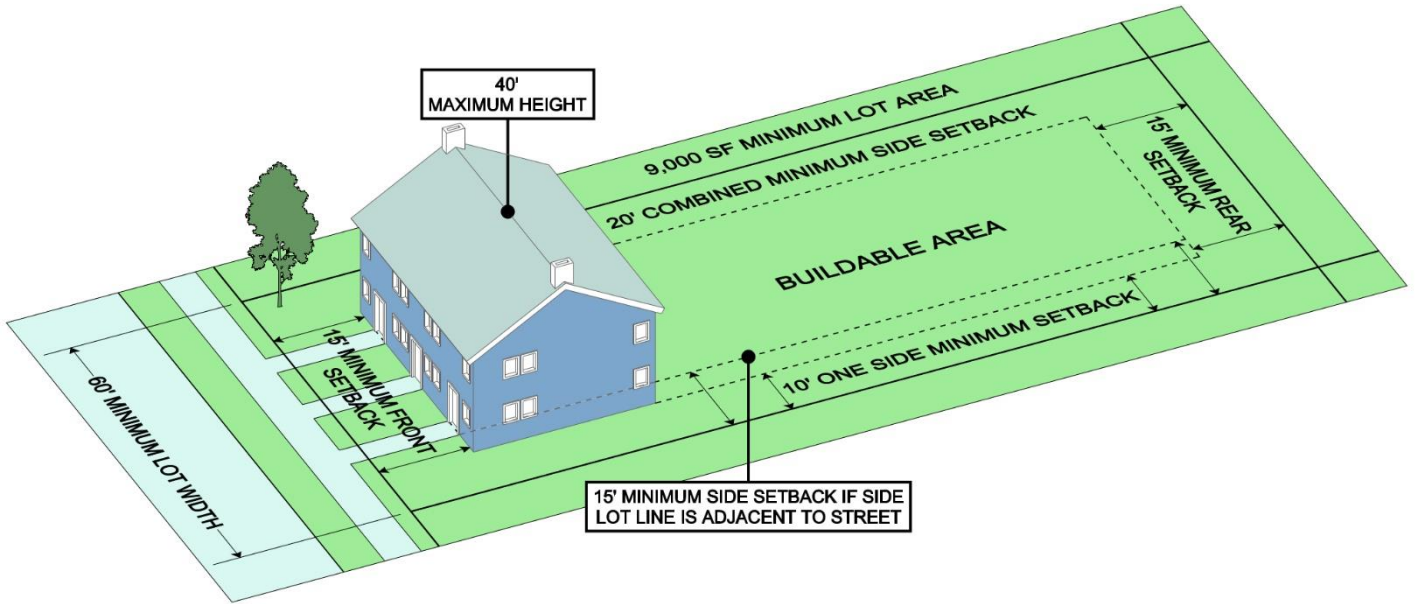 40'
MAXIMUM HEIGHT
9,000 SF MINIMUM LOT AREA
20' COMBINED MINIMUM SIDE SETBACK
15' MINIMUM REAR
SETBACK
BUILDABLE AREA
10' ONE SIDE MINIMUM SETBACK
15' MINIMUM FRONT
SETBACK
60' MINIMUM LOT WIDTH
15' MINIMUM SIDE SETBACK IF SIDE
LOT LINE IS ADJACENT TO STREET